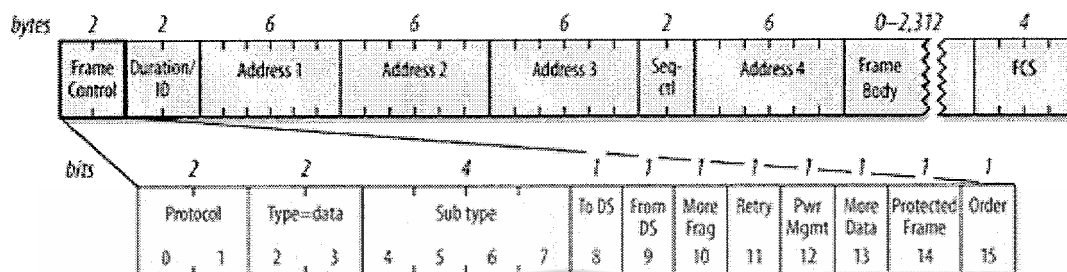 bytes 2 2 6 6 6 2 6 0–2,312 4
Frame Control Duration/ID Address 1 Address 2 Address 3 Seq-ctl Address 4 Frame Body FCS
bits 2 2 4 1 1 1 1 1 1 1 1
Protocol Type=data Sub type To DS From DS More Frag Retry Pwr Mgmt More Data Protected Frame Order
0 1 2 3 4 5 6 7 8 9 10 11 12 13 14 15